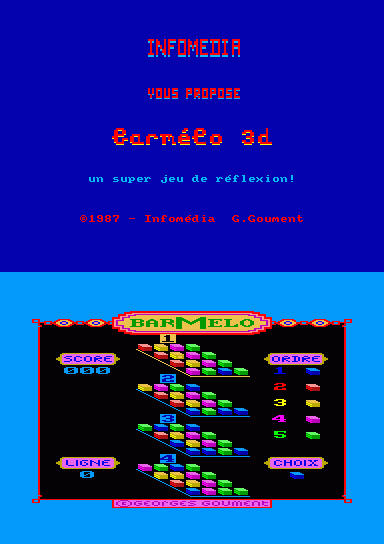 INFOMEDIA
VOUS PROPOSE
Barmélo 3d
un super jeu de réflexion!
©1987 - Infomédia G.Goument
BARMELO
1
SCORE
ORDRE
000
1
2
2
3
3
4
5
4
LIGNE
CHOIX
0
©GEORGES GOUMENT